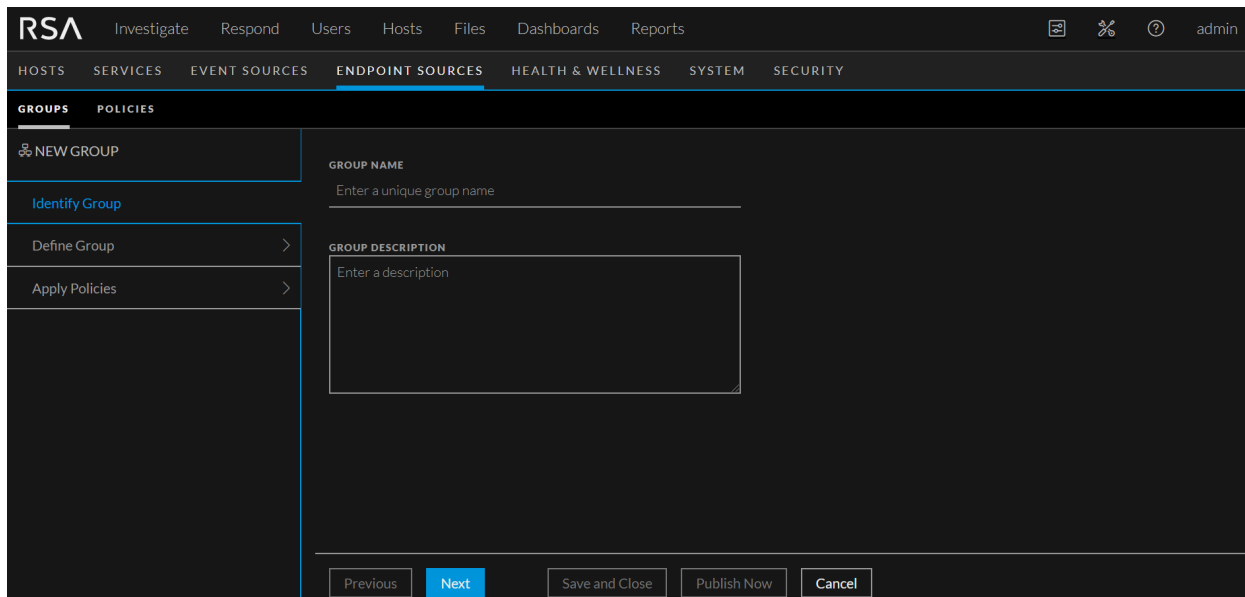 RSA Investigate Respond Users Hosts Files Dashboards Reports admin
HOSTS SERVICES EVENT SOURCES ENDPOINT SOURCES HEALTH & WELLNESS SYSTEM SECURITY
GROUPS POLICIES
NEW GROUP
Identify Group
Define Group
Apply Policies
GROUP NAME
Enter a unique group name
GROUP DESCRIPTION
Enter a description
Previous Next Save and Close Publish Now Cancel